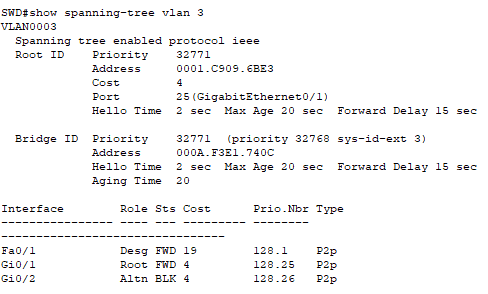 SWD#show spanning-tree vlan 3
VLAN0003
  Spanning tree enabled protocol ieee
  Root ID    Priority    32771
             Address     0001.C909.6BE3
             Cost        4
             Port        25(GigabitEthernet0/1)
             Hello Time  2 sec  Max Age 20 sec  Forward Delay 15 sec

  Bridge ID  Priority    32771  (priority 32768 sys-id-ext 3)
             Address     000A.F3E1.740C
             Hello Time  2 sec  Max Age 20 sec  Forward Delay 15 sec
             Aging Time  20

Interface        Role Sts Cost      Prio.Nbr Type
---------------- ---- --- --------- -------- --------------------------------
Fa0/1            Desg FWD 19        128.1    P2p
Gi0/1            Root FWD 4         128.25   P2p
Gi0/2            Altn BLK 4         128.26   P2p